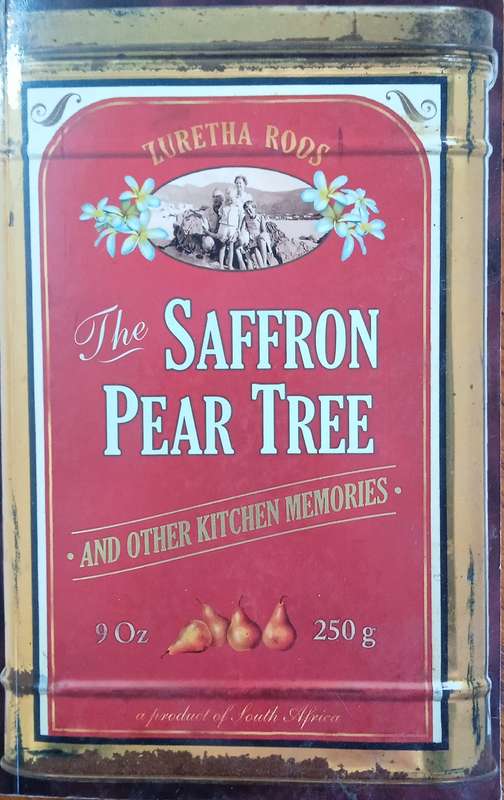 ZURETHA ROOS
The SAFFRON
PEAR TREE
• AND OTHER KITCHEN MEMORIES •
9 Oz 250 g
a product of South Africa